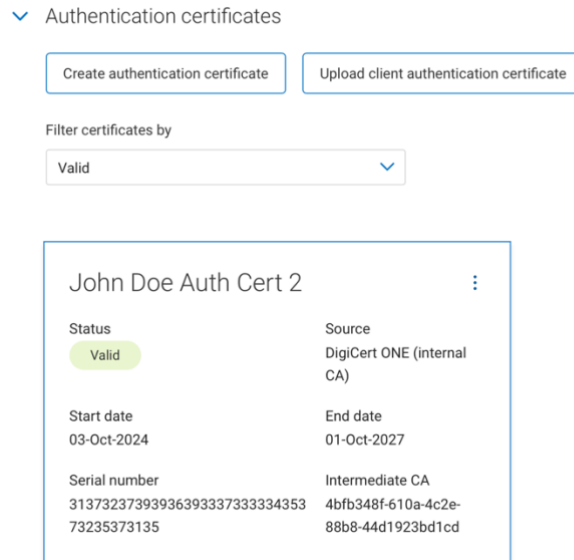 Authentication certificates
Create authentication certificate
Upload client authentication certificate
Filter certificates by
Valid
John Doe Auth Cert 2
Status
Source
Valid
DigiCert ONE (internal
CA)
Start date
End date
03-Oct-2024
01-Oct-2027
Serial number
Intermediate CA
313732373939363933373333343​53
4bfb348f-610a-4c2e-
73235373135
88b8-44d1923bd1cd